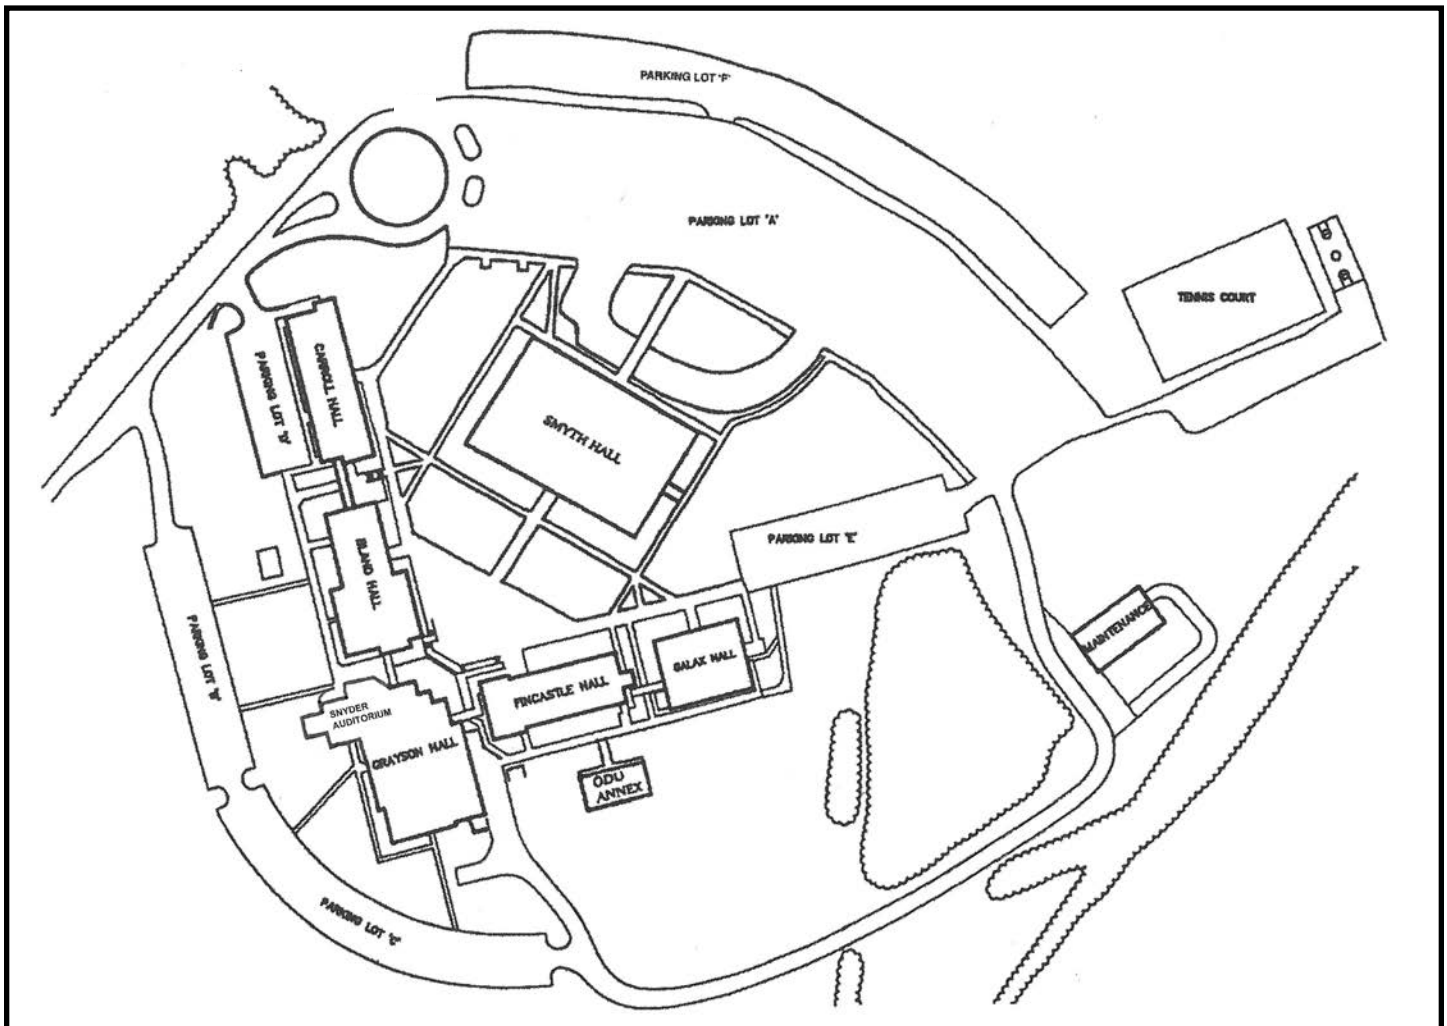 PARKING LOT 'F'
PARKING LOT 'A'
TENNIS COURT
CARROLL HALL
PARKING LOT 'D'
SMYTH HALL
PARKING LOT 'E'
BLAND HALL
MAINTENANCE
PARKING LOT 'B'
GALAX HALL
FINCASTLE HALL
SNYDER
AUDITORIUM
GRAYSON HALL
ODU
ANNEX
PARKING LOT 'C'